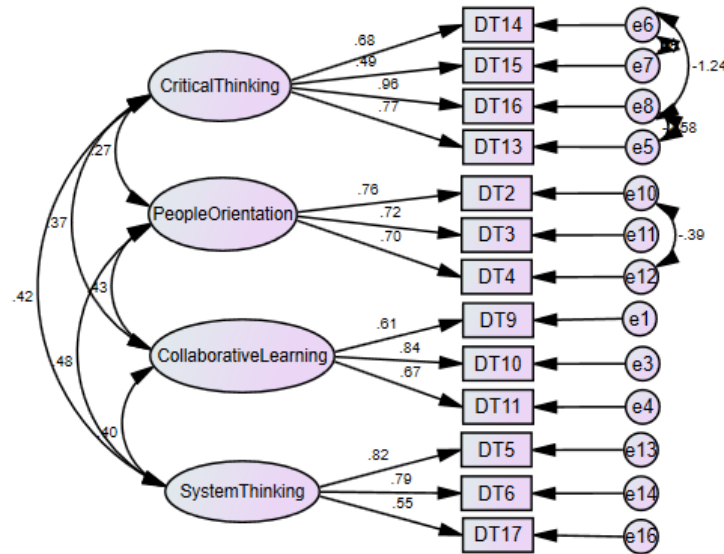 .68 DT14 e6
.49 DT15 e7
-1.24
CriticalThinking
.96 DT16 e8
.58
.77 DT13 e5
.27
.76 DT2 e10
.37 PeopleOrientation
.72 DT3 e11
-.39
.70 DT4 e12
.42 .43
.61 DT9 e1
.48 CollaborativeLearning
.84 DT10 e3
.67 DT11 e4
.40
.82 DT5 e13
SystemThinking
.79 DT6 e14
.55 DT17 e16